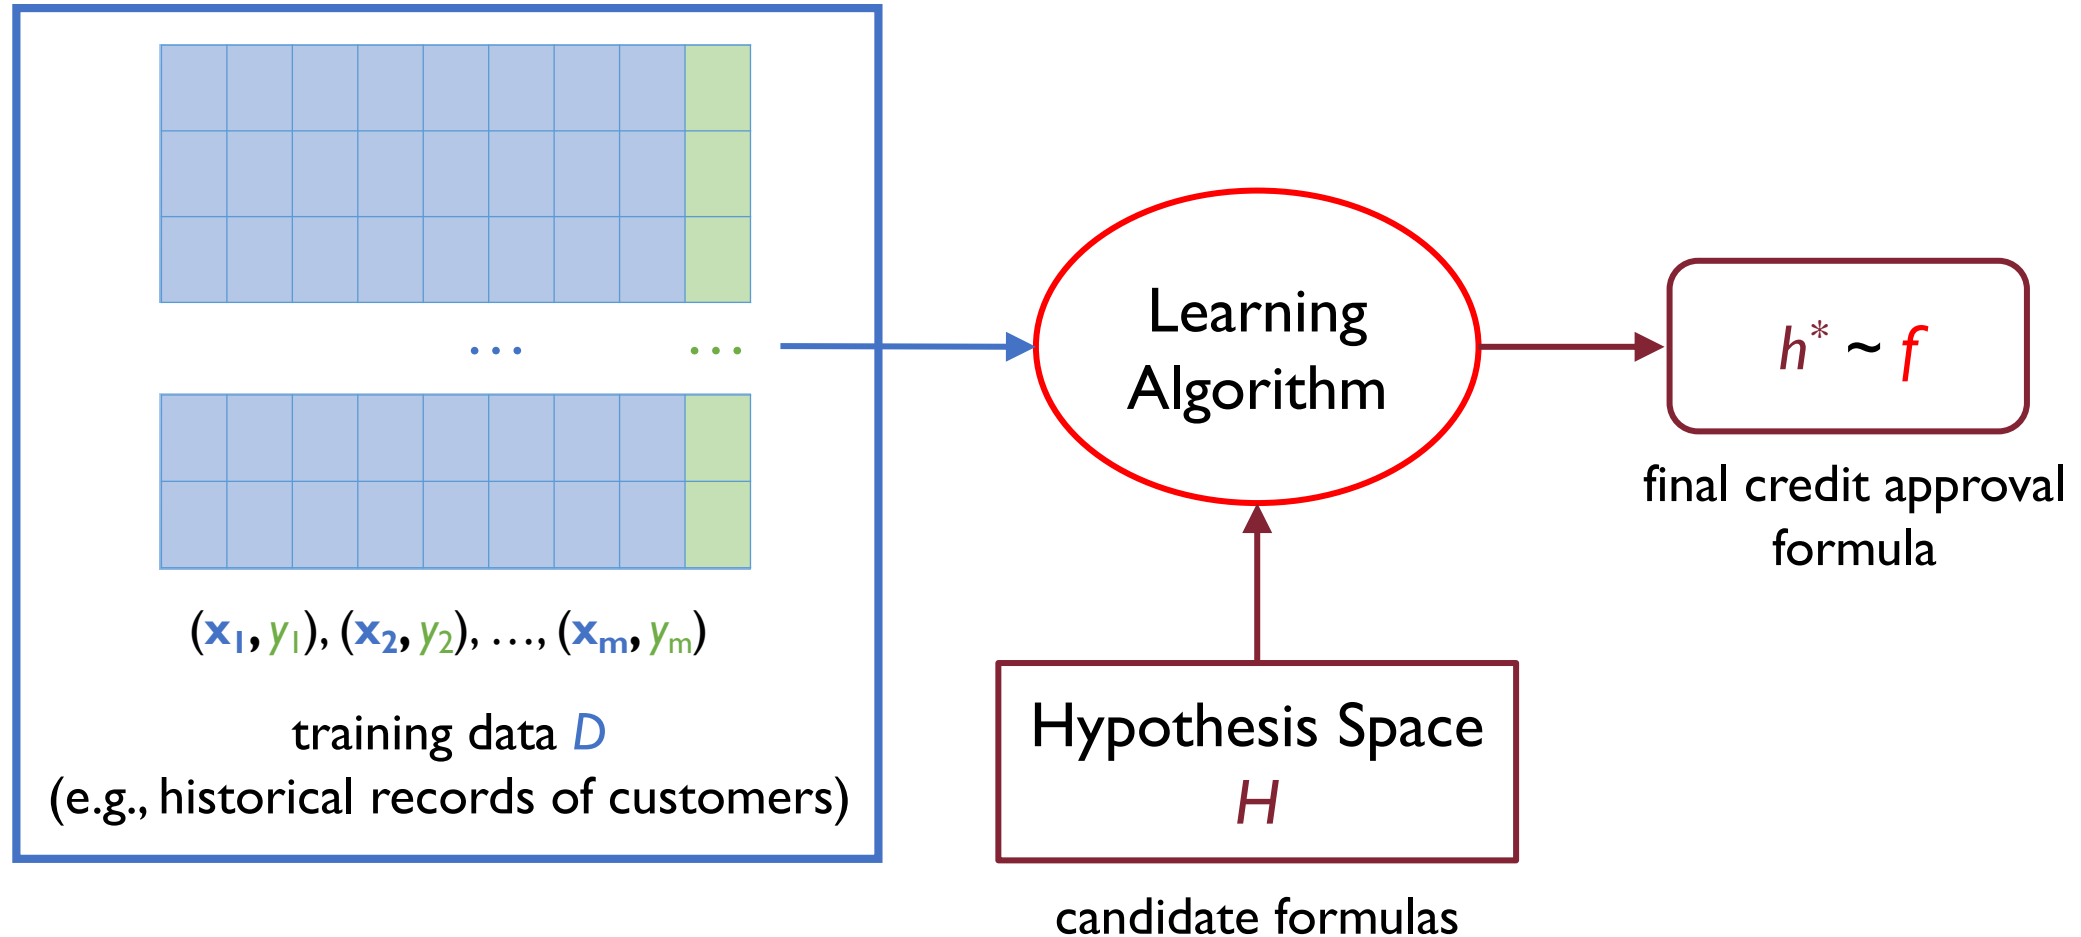 ... ...
(x₁, y₁), (x₂, y₂), ..., (xₘ, yₘ)
training data D
(e.g., historical records of customers)
Learning
Algorithm
Hypothesis Space
H
candidate formulas
h* ~ f
final credit approval
formula